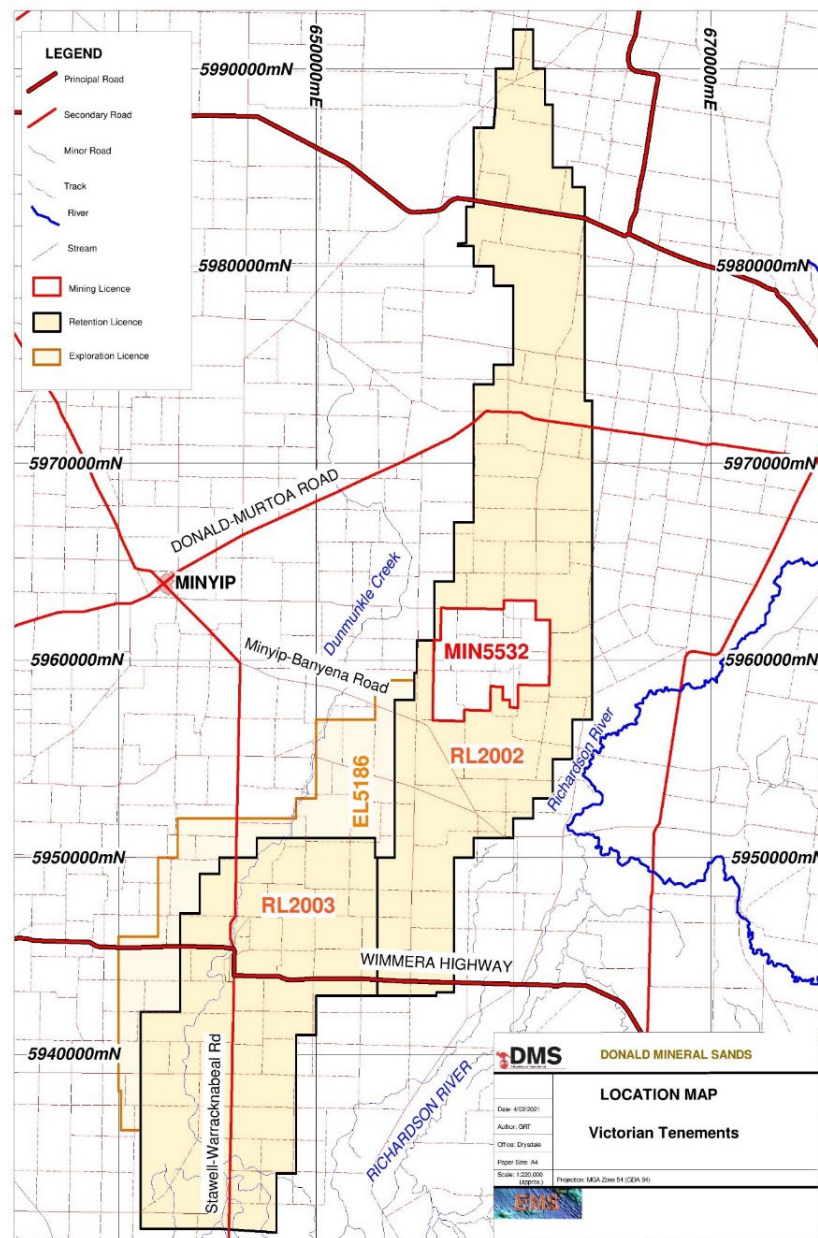 LEGEND
Principal Road
Secondary Road
Minor Road
Track
River
Stream
Mining Licence
Retention Licence
Exploration Licence
650000mE
670000mE
5990000mN
5980000mN
5980000mN
5970000mN
5970000mN
DONALD-MURTOA ROAD
MINYIP
Dunmunkle Creek
Minyip-Banyena Road
MIN5532
5960000mN
5960000mN
RL2002
Richardson River
EL5186
5950000mN
5950000mN
RL2003
WIMMERA HIGHWAY
5940000mN
Stawell-Warracknabeal Rd
RICHARDSON RIVER
DMS
DONALD MINERAL SANDS
LOCATION MAP
Victorian Tenements
Date: 4/02/2021
Author: GRT
Office: Drysdale
Paper Size: A4
Scale: 1:220,000
(approx.)
Projection: MGA Zone 54 (GDA 94)
EMS